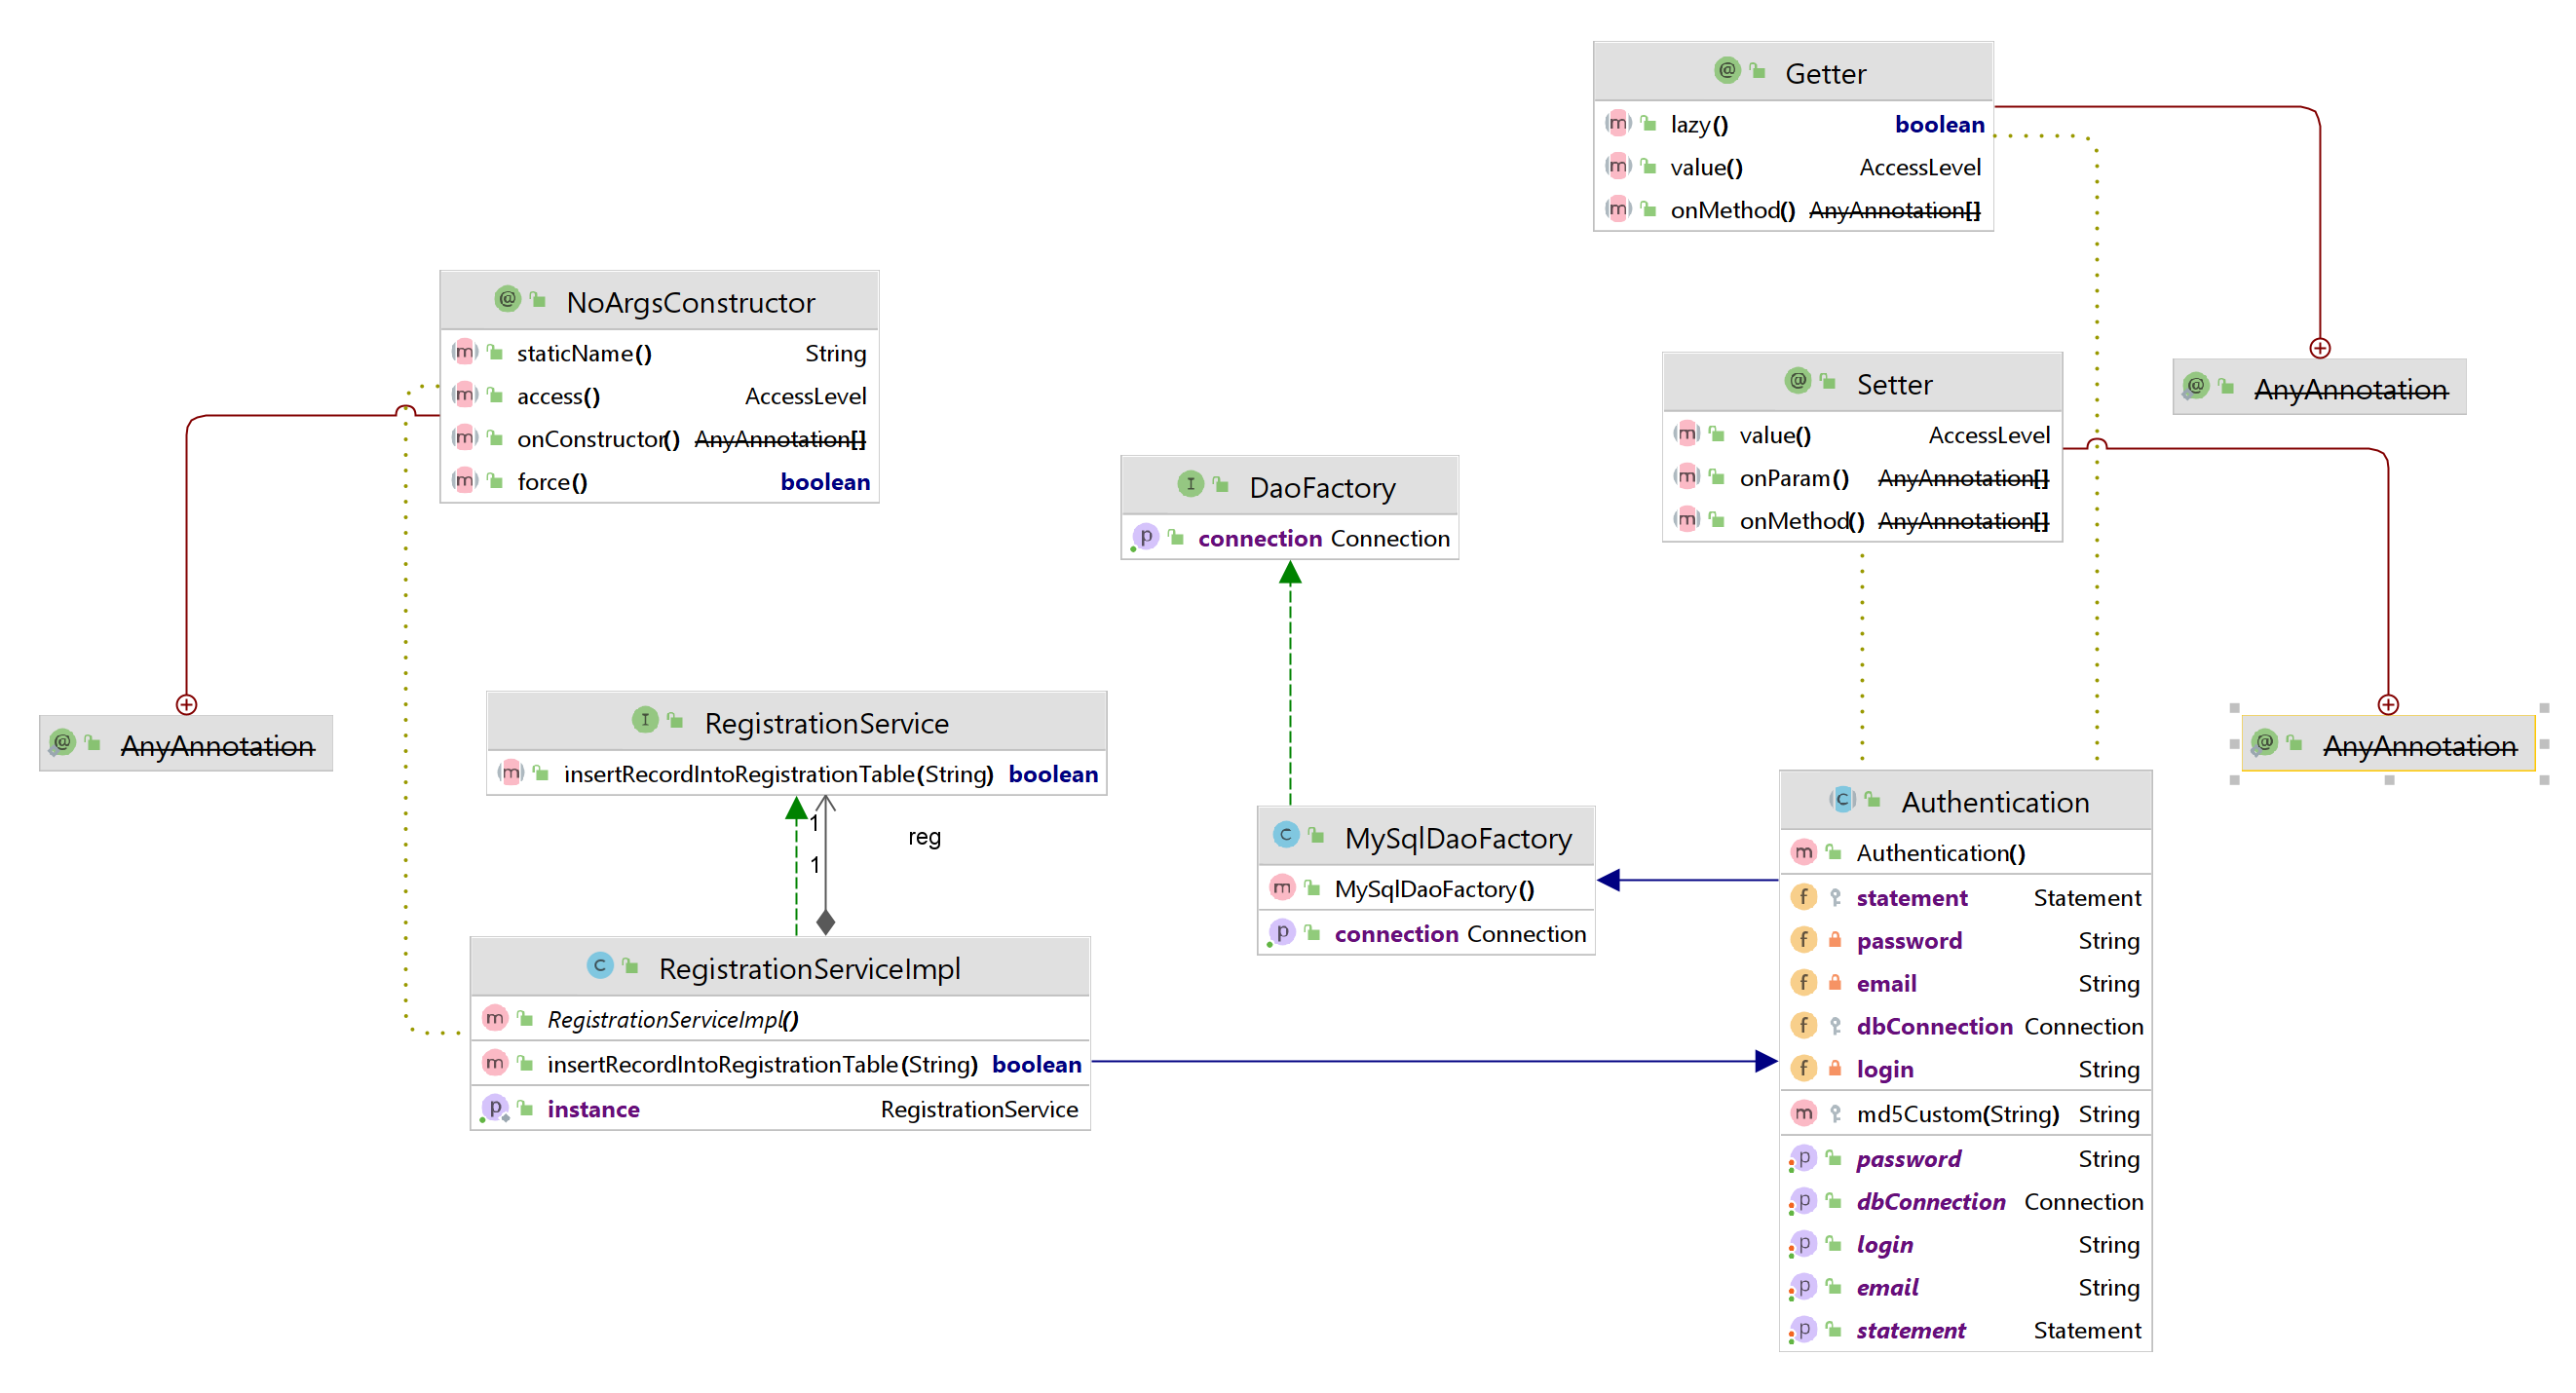 Getter
lazy() boolean
value() AccessLevel
onMethod() AnyAnnotation[]
NoArgsConstructor
staticName() String
access() AccessLevel
onConstructor() AnyAnnotation[]
force() boolean
Setter
value() AccessLevel
onParam() AnyAnnotation[]
onMethod() AnyAnnotation[]
AnyAnnotation
DaoFactory
connection Connection
AnyAnnotation
RegistrationService
insertRecordIntoRegistrationTable(String) boolean
AnyAnnotation
1
1
reg
MySqlDaoFactory
MySqlDaoFactory()
connection Connection
RegistrationServiceImpl
RegistrationServiceImpl()
insertRecordIntoRegistrationTable(String) boolean
instance RegistrationService
Authentication
Authentication()
statement Statement
password String
email String
dbConnection Connection
login String
md5Custom(String) String
password String
dbConnection Connection
login String
email String
statement Statement